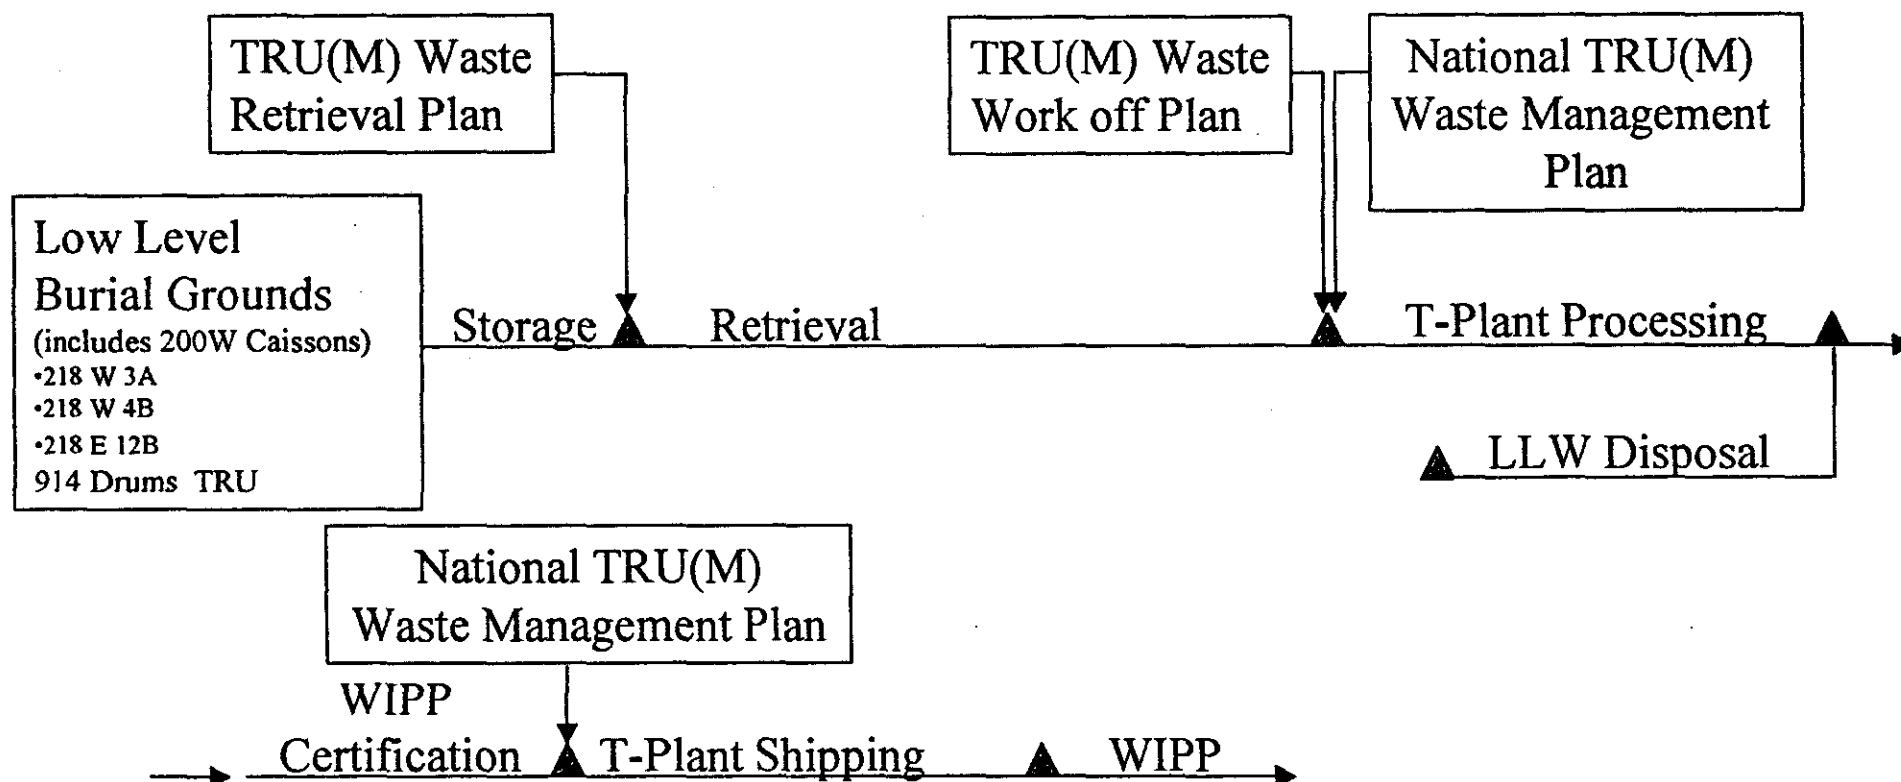 TRU(M) Waste
Retrieval Plan
TRU(M) Waste
Work off Plan
National TRU(M)
Waste Management
Plan
Low Level
Burial Grounds
(includes 200W Caissons)
•218 W 3A
•218 W 4B
•218 E 12B
914 Drums TRU
Storage
Retrieval
T-Plant Processing
LLW Disposal
National TRU(M)
Waste Management Plan
WIPP
Certification
T-Plant Shipping
WIPP